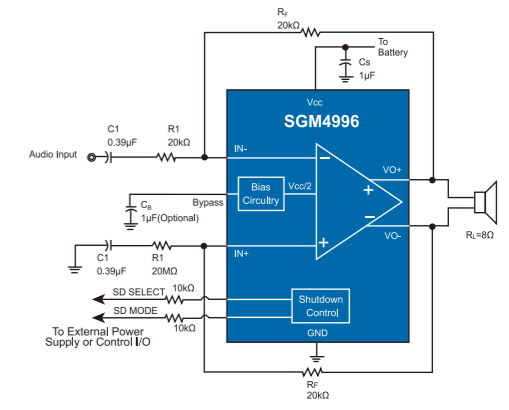 RF
20kΩ
To
Battery
Cs
1μF
Vcc
SGM4996
C1
0.39μF
R1
20kΩ
Audio Input
IN-
VO+
Bias
Circultry
Vcc/2
Bypass
CB
1μF(Optional)
VO-
RL=8Ω
IN+
C1
0.39μF
R1
20MΩ
SD SELECT
10kΩ
SD MODE
10kΩ
Shutdown
Control
To External Power
Supply or Control I/O
GND
RF
20kΩ